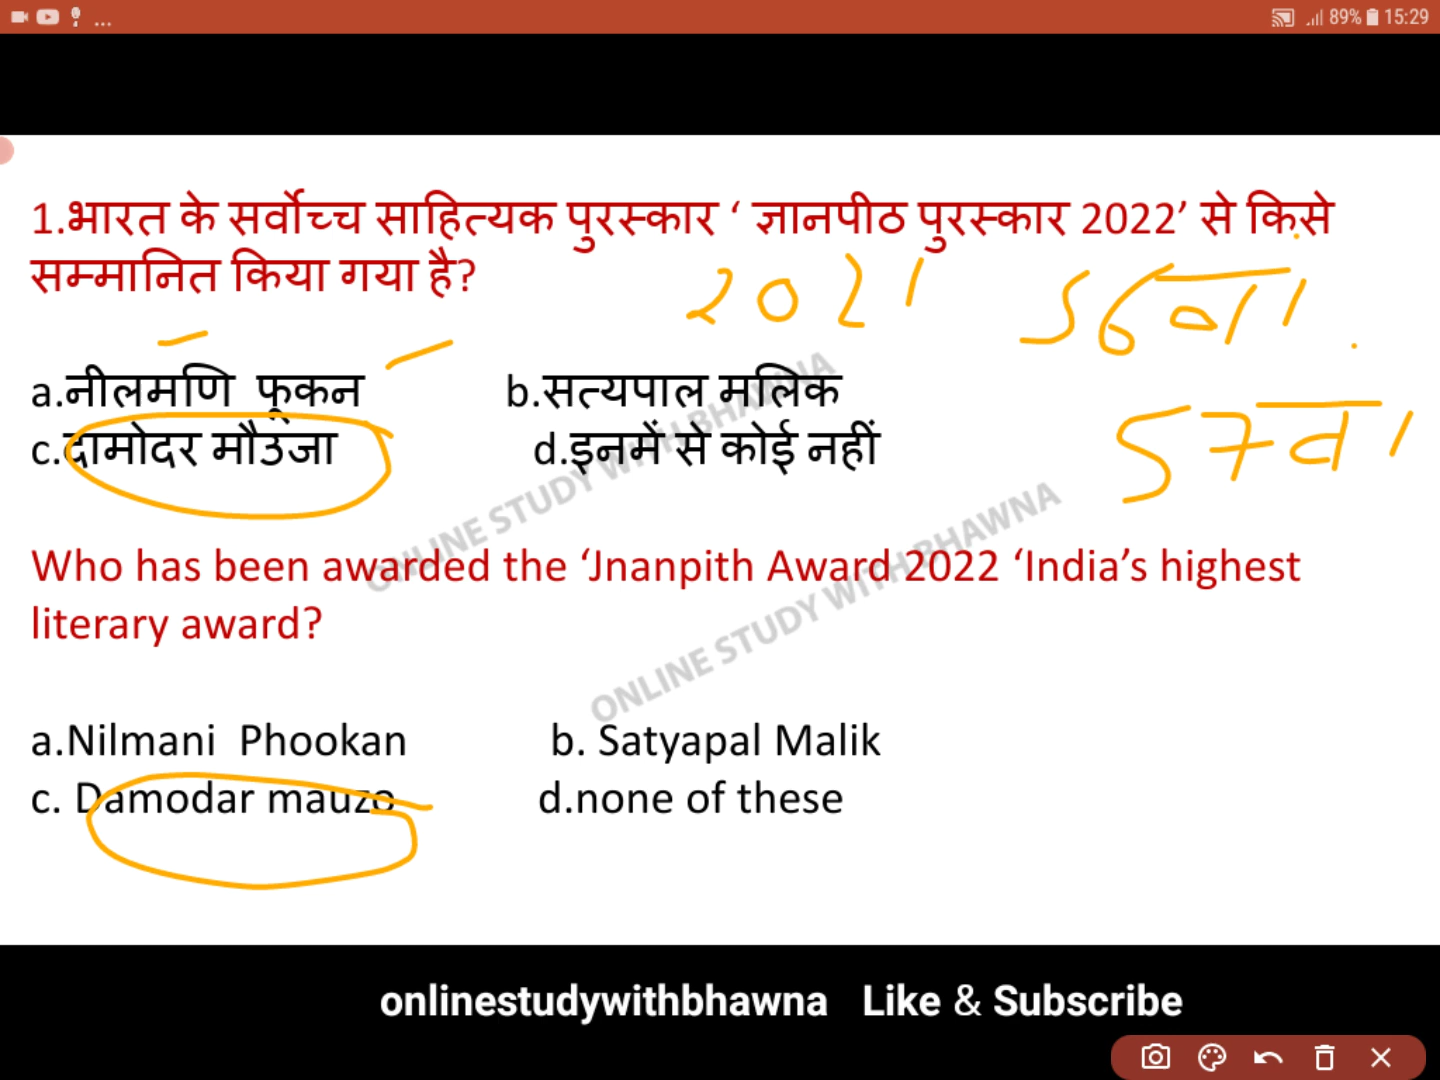 ... 89% 15:29
1.भारत के सर्वोच्च साहित्यक पुरस्कार ‘ ज्ञानपीठ पुरस्कार 2022’ से किसे
सम्मानित किया गया है?
२०२१ 56वा
a.नीलमणि फूकन b.सत्यपाल मलिक
c.दामोदर मौउजा d.इनमें से कोई नहीं
57वा
ONLINE STUDY WITH BHAWNA
Who has been awarded the ‘Jnanpith Award 2022 ‘India’s highest
literary award?
ONLINE STUDY WITH BHAWNA
a.Nilmani Phookan b. Satyapal Malik
c. Damodar mauzo d.none of these
onlinestudywithbhawna Like & Subscribe